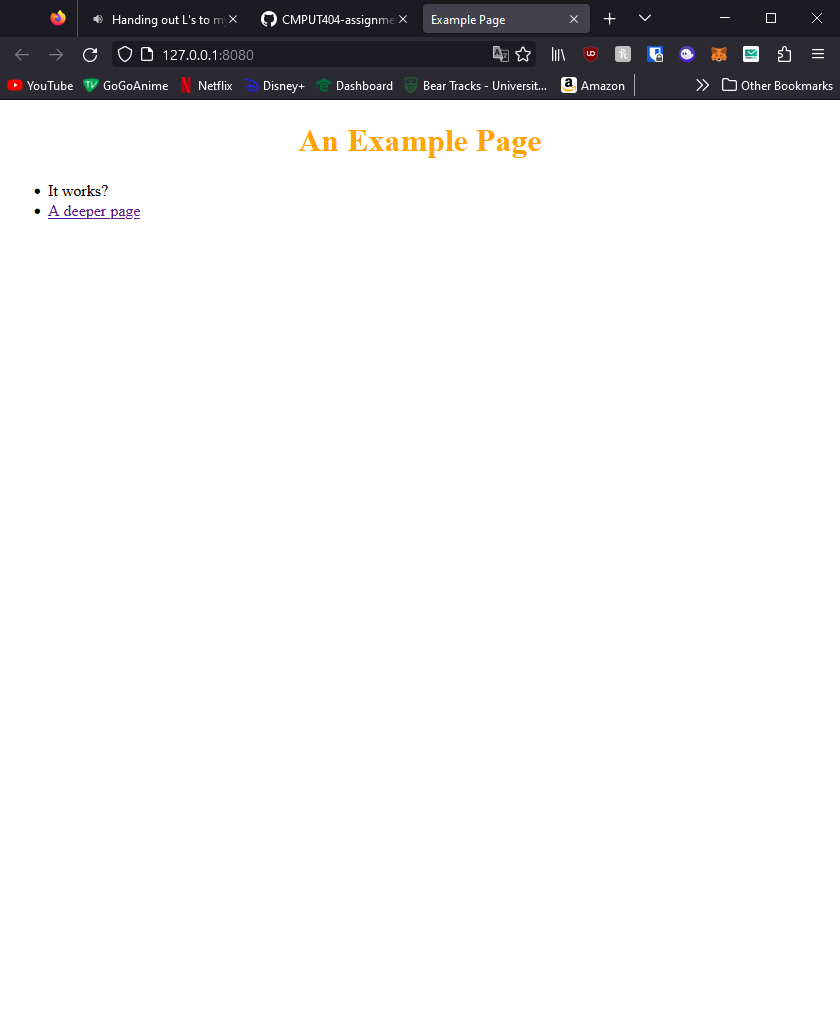 Handing out L's to m
CMPUT404-assignme
Example Page
127.0.0.1:8080
YouTube
GoGoAnime
Netflix
Disney+
Dashboard
Bear Tracks - Universit...
Amazon
Other Bookmarks
An Example Page
It works?
A deeper page